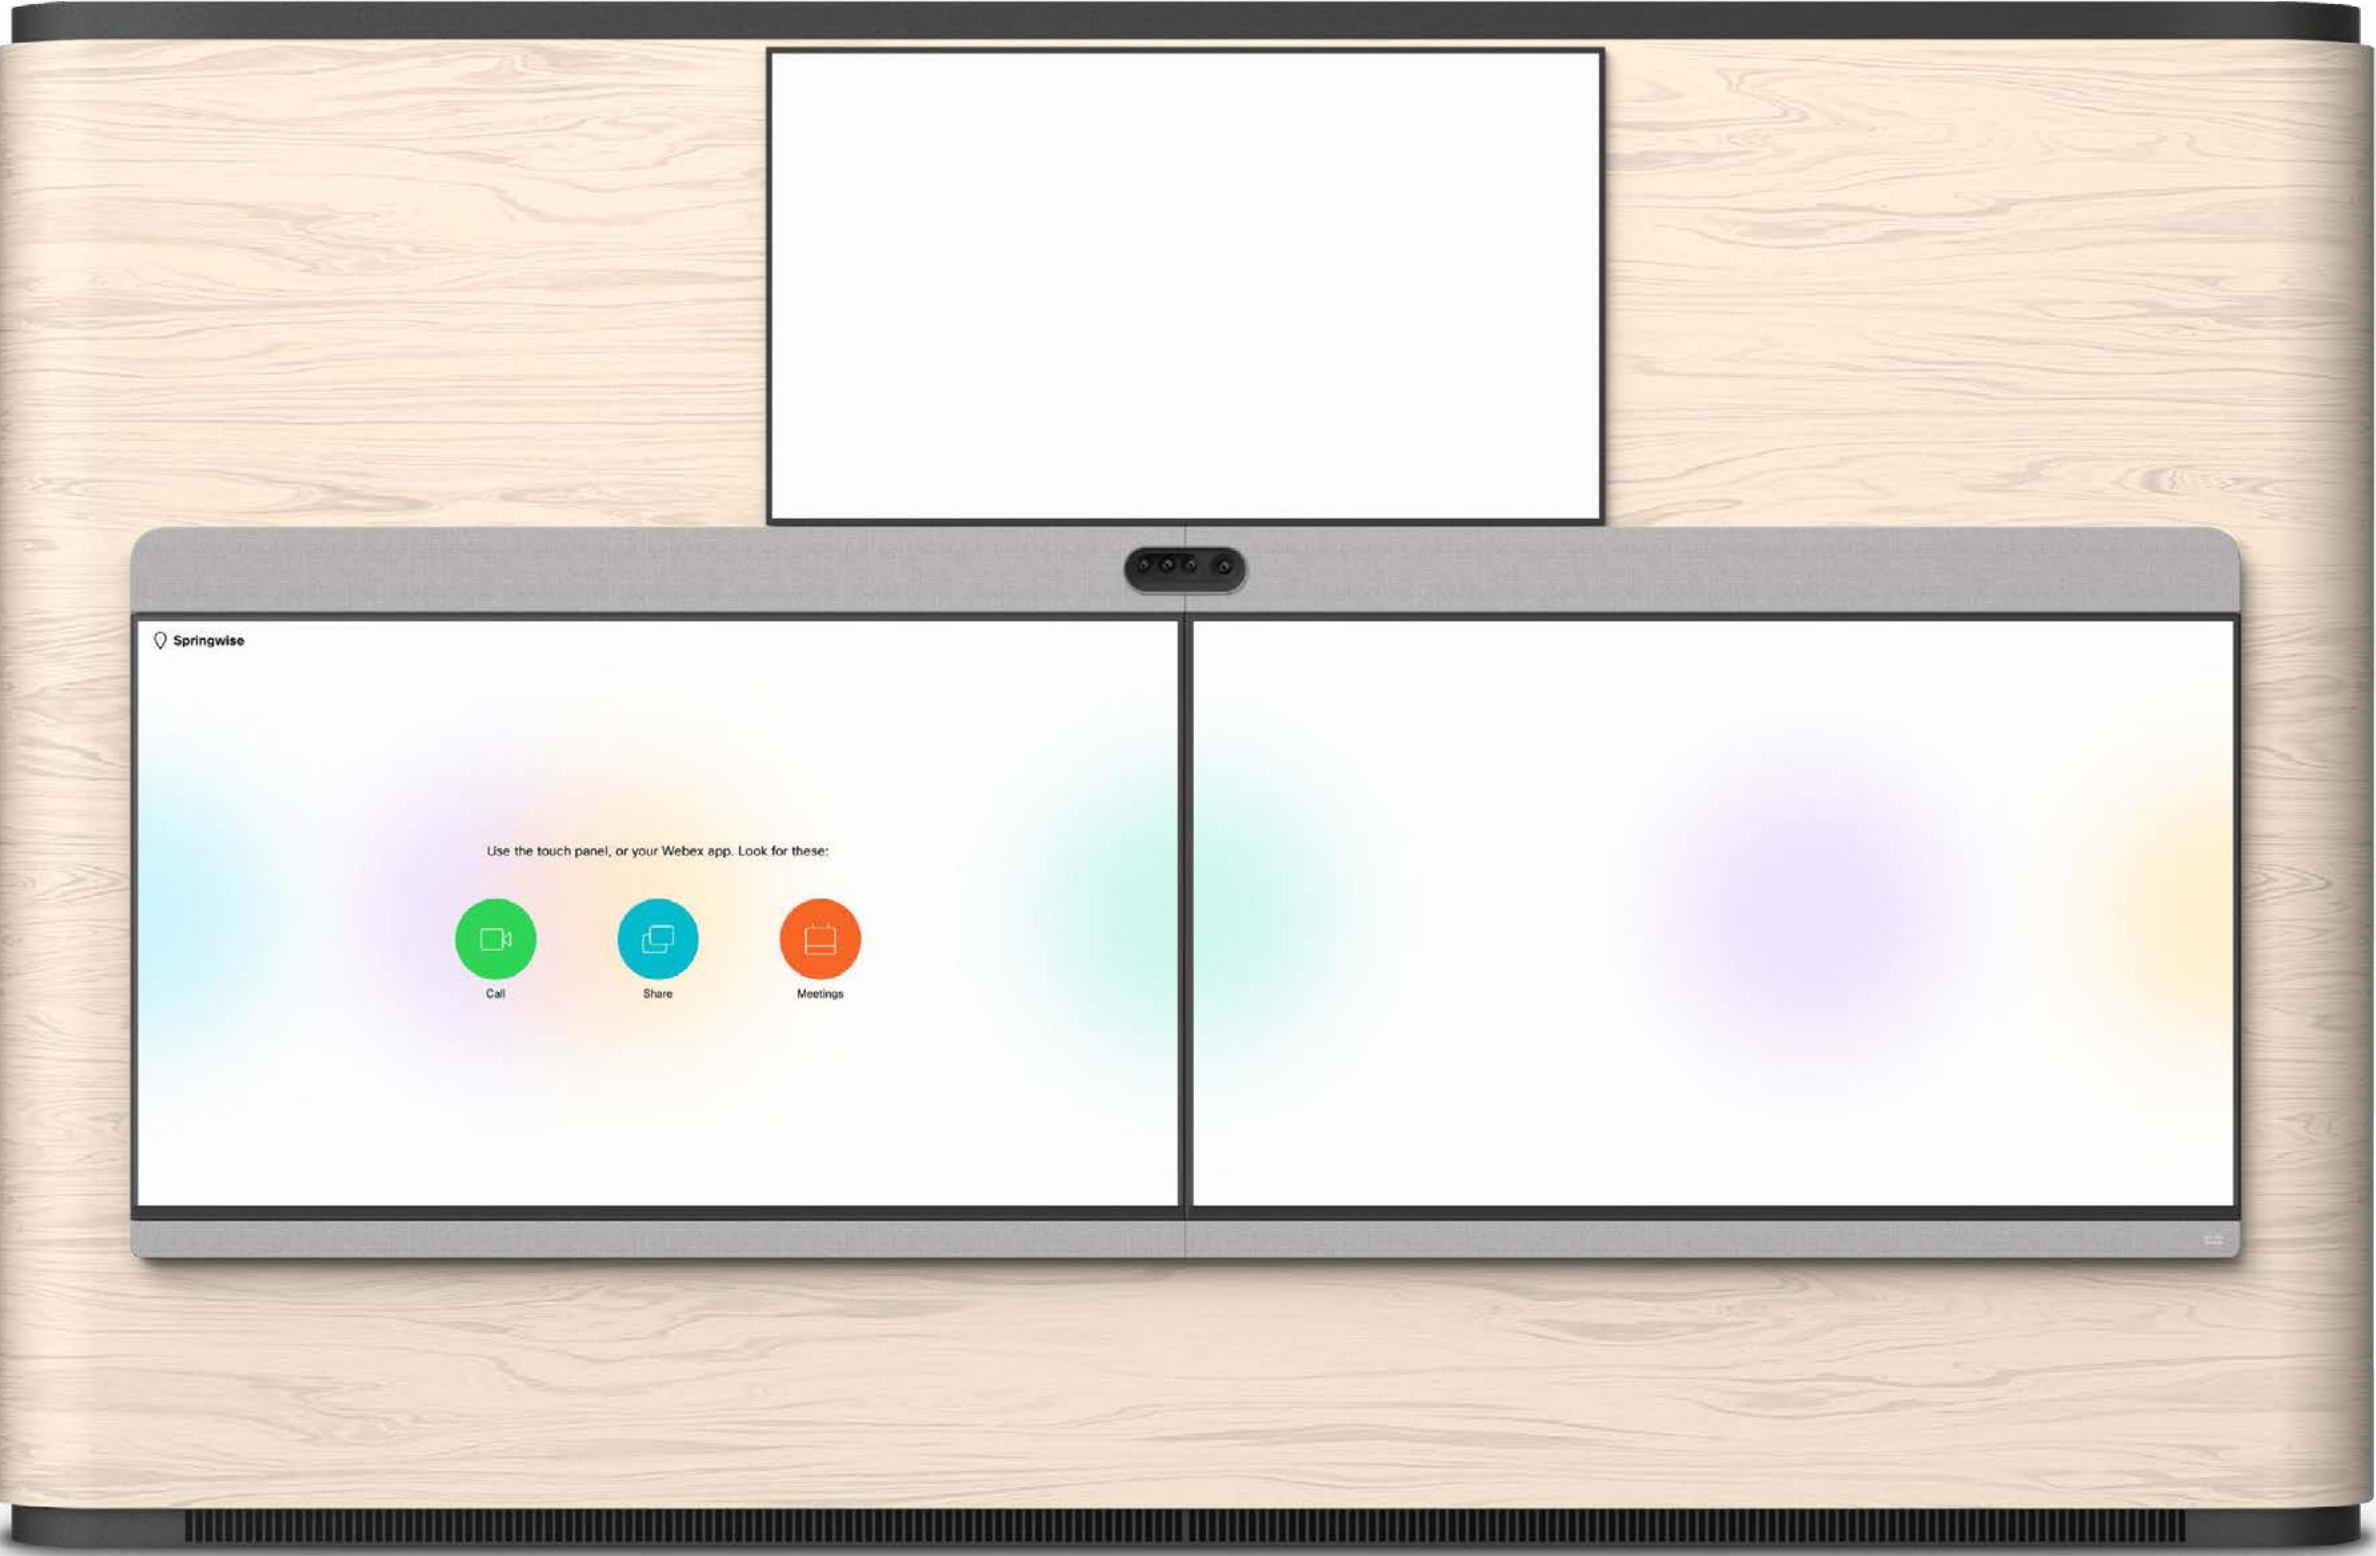 Springwise
Use the touch panel, or your Webex app. Look for these:
Call
Share
Meetings